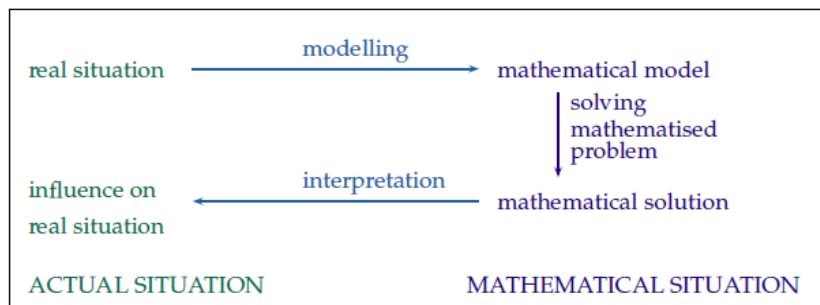 modelling
real situation
mathematical model
solving
mathematised
problem
interpretation
influence on
real situation
mathematical solution
ACTUAL SITUATION
MATHEMATICAL SITUATION